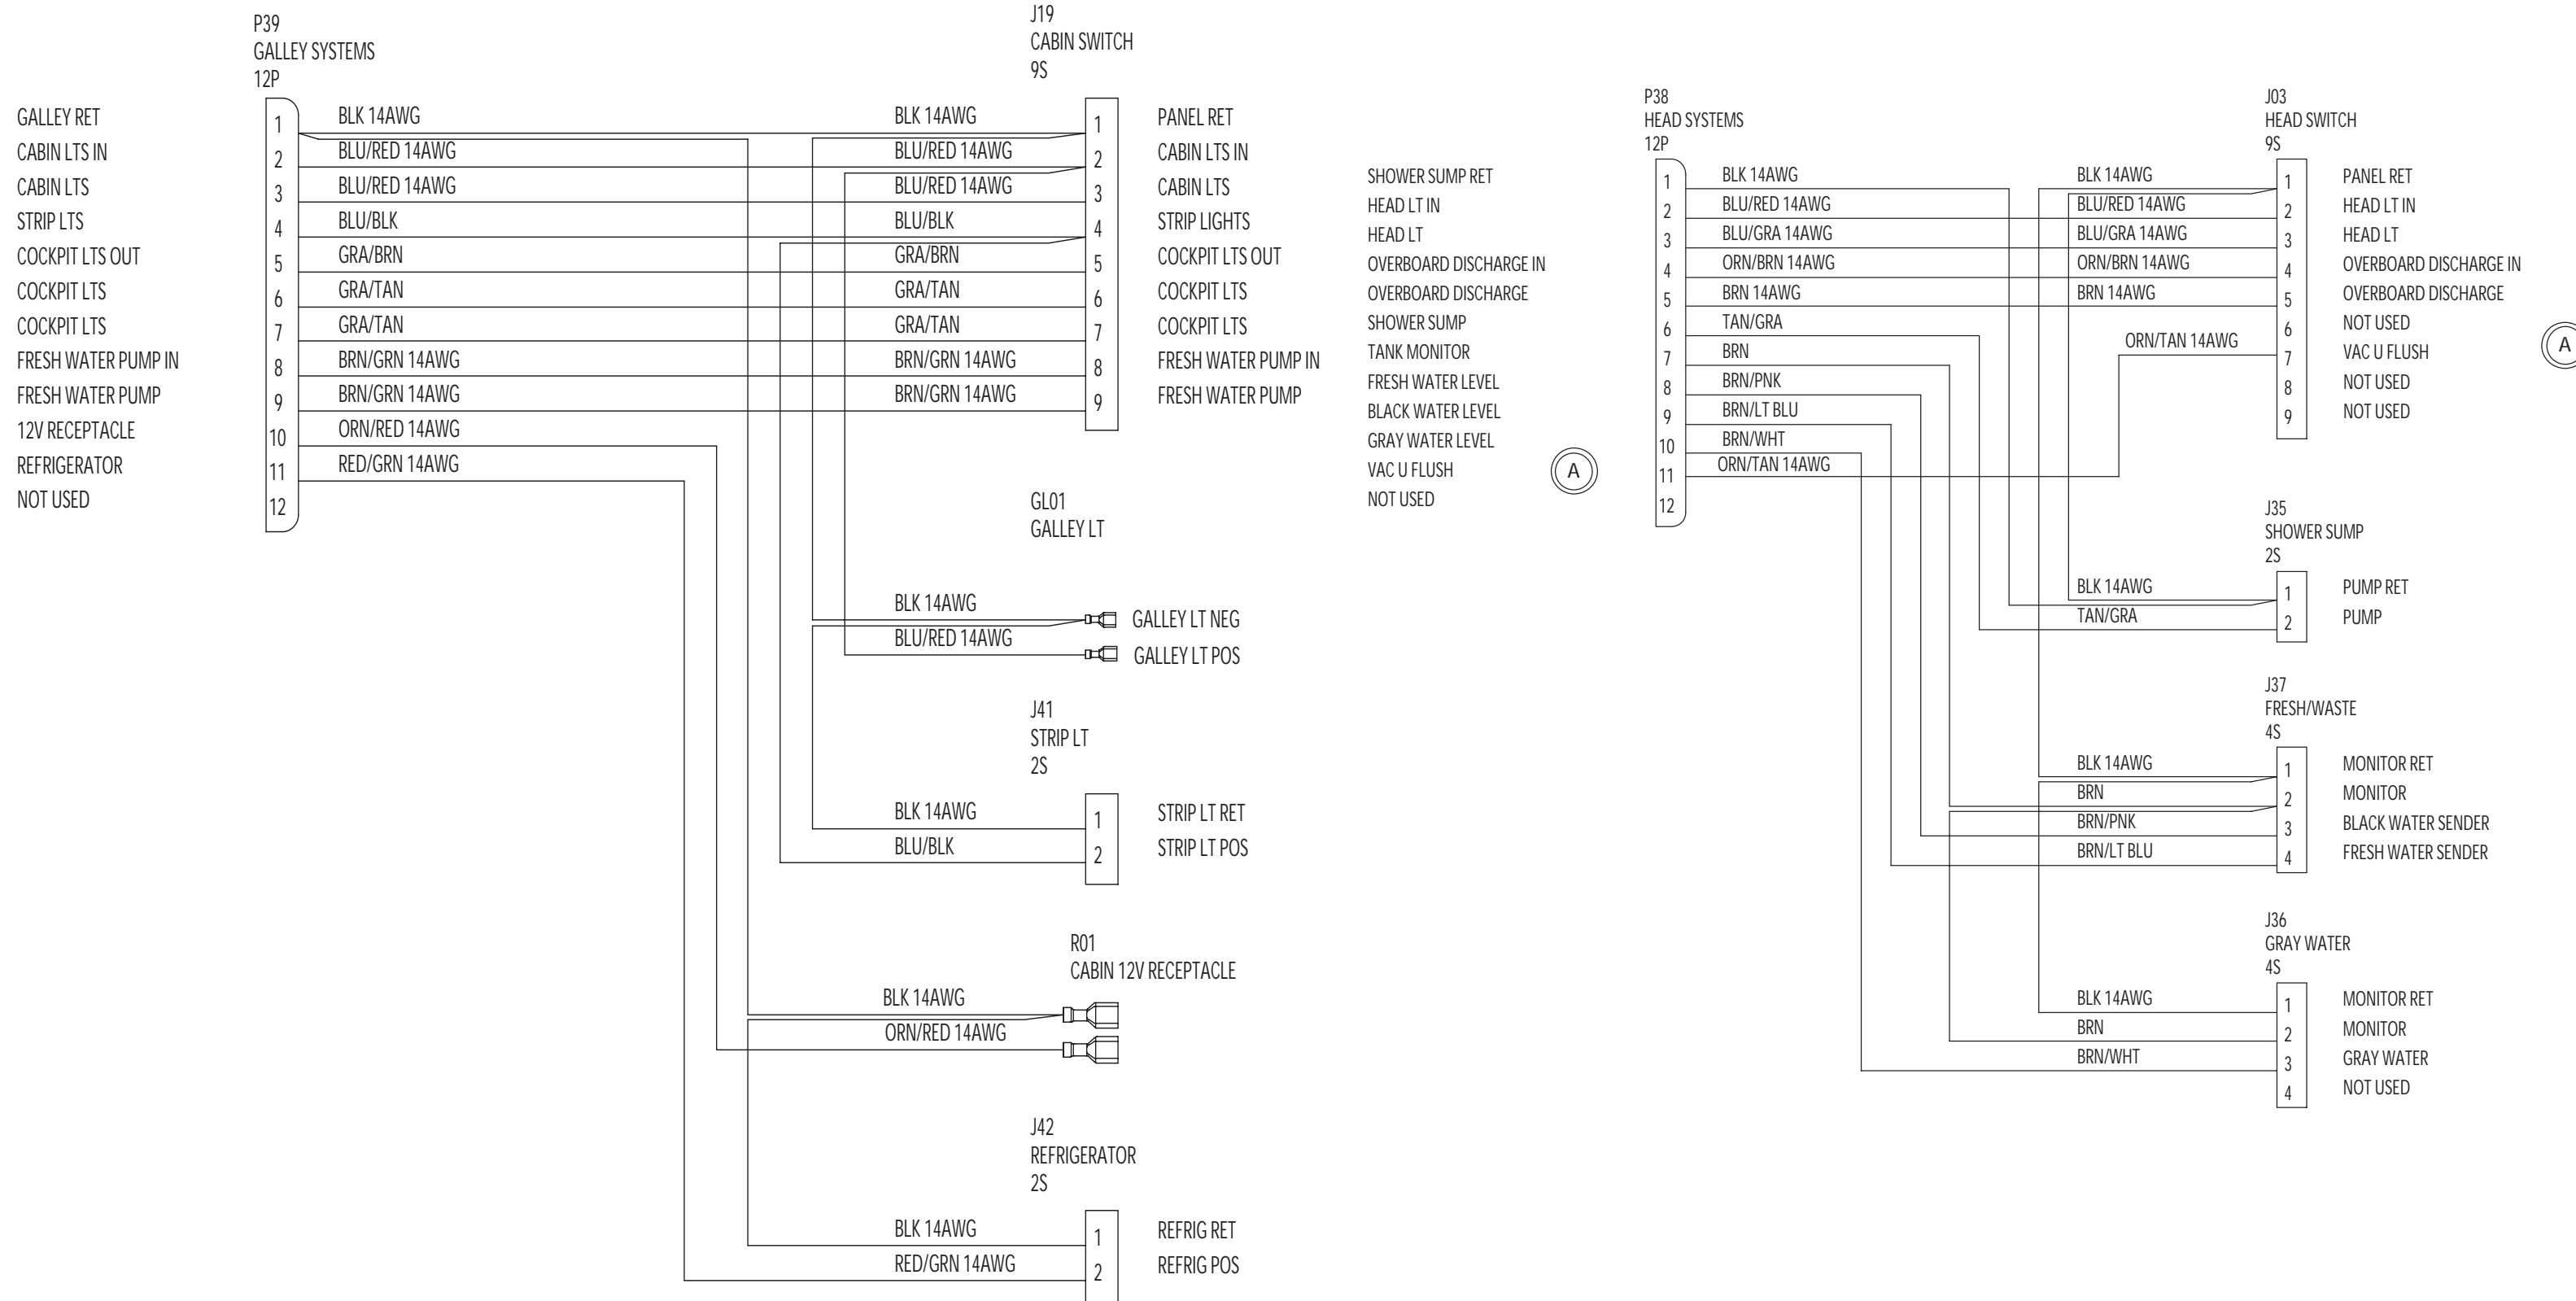 P39
GALLEY SYSTEMS
12P
GALLEY RET
CABIN LTS IN
CABIN LTS
STRIP LTS
COCKPIT LTS OUT
COCKPIT LTS
COCKPIT LTS
FRESH WATER PUMP IN
FRESH WATER PUMP
12V RECEPTACLE
REFRIGERATOR
NOT USED
1
2
3
4
5
6
7
8
9
10
11
12
BLK 14AWG
BLU/RED 14AWG
BLU/RED 14AWG
BLU/BLK
GRA/BRN
GRA/TAN
GRA/TAN
BRN/GRN 14AWG
BRN/GRN 14AWG
ORN/RED 14AWG
RED/GRN 14AWG
J19
CABIN SWITCH
9S
BLK 14AWG
BLU/RED 14AWG
BLU/RED 14AWG
BLU/BLK
GRA/BRN
GRA/TAN
GRA/TAN
BRN/GRN 14AWG
BRN/GRN 14AWG
1
2
3
4
5
6
7
8
9
PANEL RET
CABIN LTS IN
CABIN LTS
STRIP LIGHTS
COCKPIT LTS OUT
COCKPIT LTS
COCKPIT LTS
FRESH WATER PUMP IN
FRESH WATER PUMP
GL01
GALLEY LT
BLK 14AWG
BLU/RED 14AWG
GALLEY LT NEG
GALLEY LT POS
J41
STRIP LT
2S
BLK 14AWG
BLU/BLK
1
2
STRIP LT RET
STRIP LT POS
R01
CABIN 12V RECEPTACLE
BLK 14AWG
ORN/RED 14AWG
J42
REFRIGERATOR
2S
BLK 14AWG
RED/GRN 14AWG
1
2
REFRIG RET
REFRIG POS
P38
HEAD SYSTEMS
12P
SHOWER SUMP RET
HEAD LT IN
HEAD LT
OVERBOARD DISCHARGE IN
OVERBOARD DISCHARGE
SHOWER SUMP
TANK MONITOR
FRESH WATER LEVEL
BLACK WATER LEVEL
GRAY WATER LEVEL
VAC U FLUSH
NOT USED
A
1
2
3
4
5
6
7
8
9
10
11
12
BLK 14AWG
BLU/RED 14AWG
BLU/GRA 14AWG
ORN/BRN 14AWG
BRN 14AWG
TAN/GRA
BRN
BRN/PNK
BRN/LT BLU
BRN/WHT
ORN/TAN 14AWG
J03
HEAD SWITCH
9S
BLK 14AWG
BLU/RED 14AWG
BLU/GRA 14AWG
ORN/BRN 14AWG
BRN 14AWG
ORN/TAN 14AWG
1
2
3
4
5
6
7
8
9
PANEL RET
HEAD LT IN
HEAD LT
OVERBOARD DISCHARGE IN
OVERBOARD DISCHARGE
NOT USED
VAC U FLUSH
NOT USED
NOT USED
A
J35
SHOWER SUMP
2S
BLK 14AWG
TAN/GRA
1
2
PUMP RET
PUMP
J37
FRESH/WASTE
4S
BLK 14AWG
BRN
BRN/PNK
BRN/LT BLU
1
2
3
4
MONITOR RET
MONITOR
BLACK WATER SENDER
FRESH WATER SENDER
J36
GRAY WATER
4S
BLK 14AWG
BRN
BRN/WHT
1
2
3
4
MONITOR RET
MONITOR
GRAY WATER
NOT USED